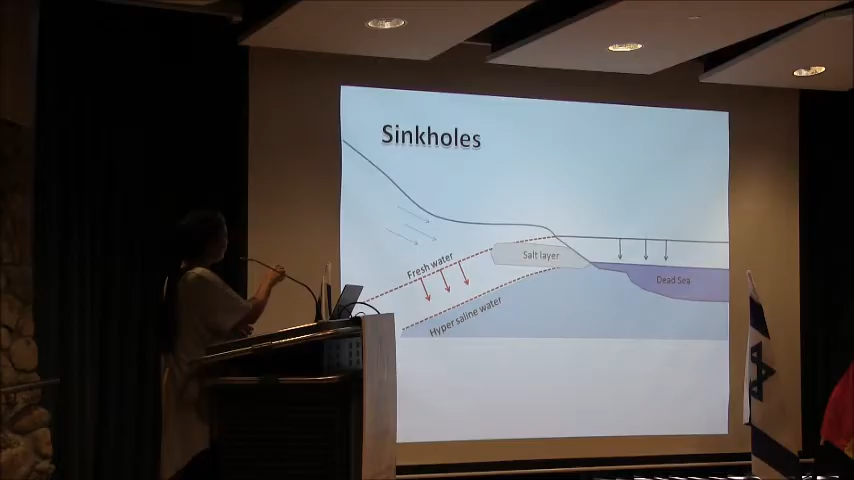 Sinkholes
Fresh water
Salt layer
Dead Sea
Hyper saline water